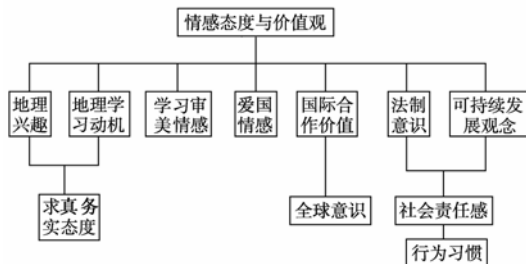 情感态度与价值观
地理
兴趣
地理学
习动机
学习审
美情感
爱国
情感
国际合
作价值
法制
意识
可持续发
展观念
求真务
实态度
全球意识
社会责任感
行为习惯